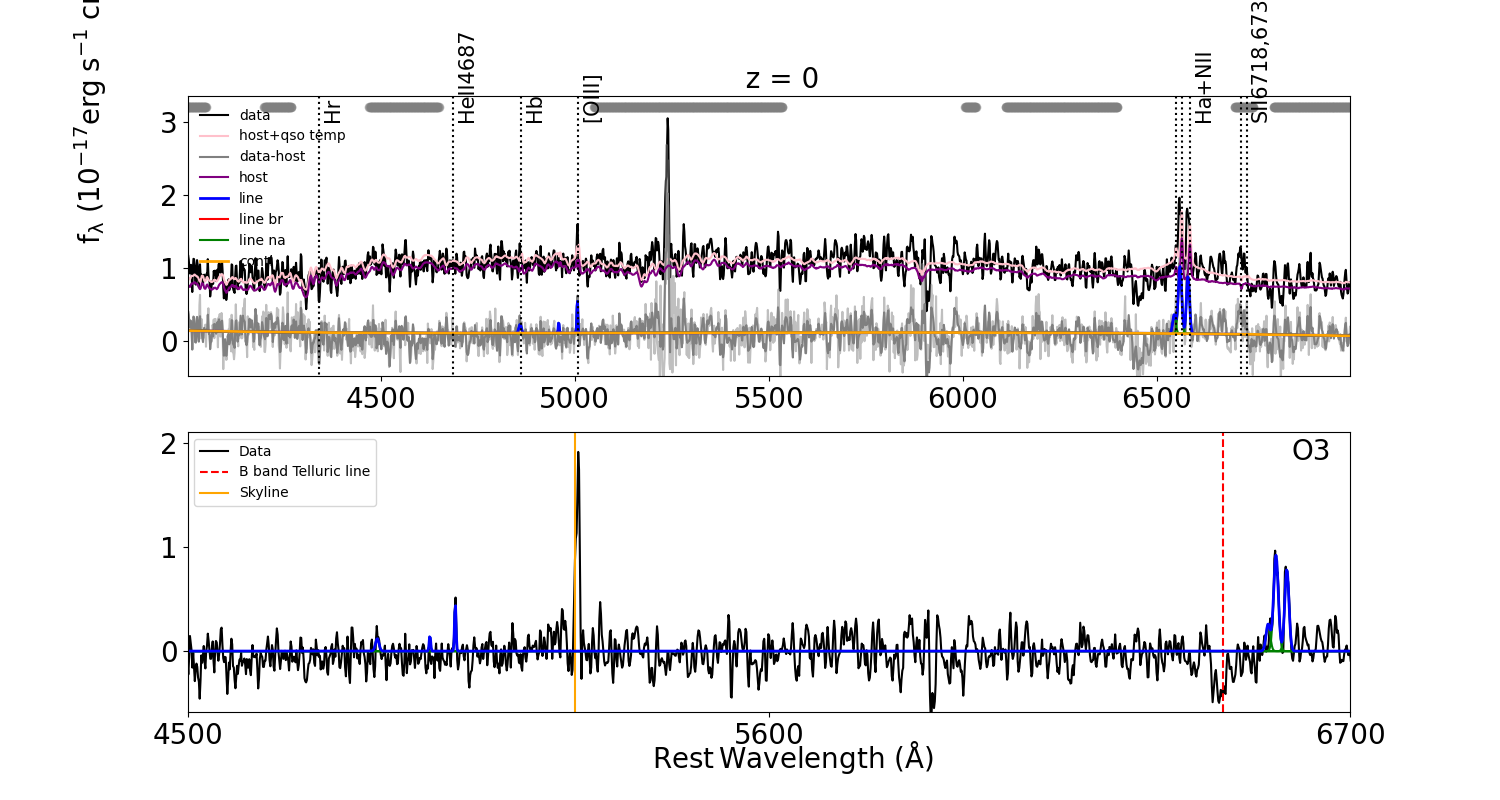 z = 0
f_λ (10^−17 erg s^−1
Hr
HeII4687
Hb
[OIII]
Ha+NII
SII6718,673
data
host+qso temp
data-host
host
line
line br
line na
cont
3
2
1
0
4500 5000 5500 6000 6500
O3
Data
B band Telluric line
Skyline
2
1
0
4500 5600 6700
Rest Wavelength (Å)